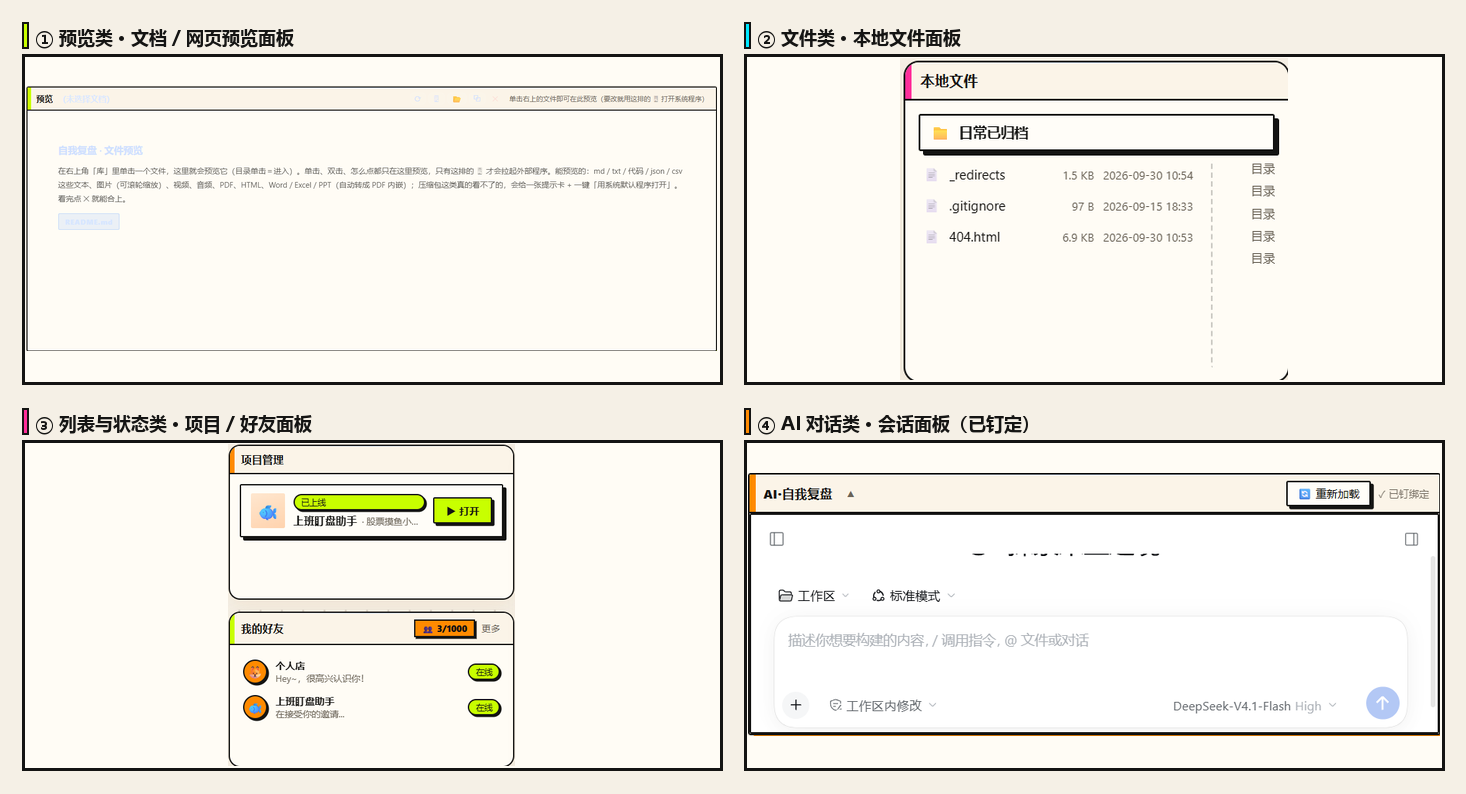 ① 预览类·文档 / 网页预览面板
预览 (未选择文档) 单击右上的文件即可在此预览（要改就用这排的 打开系统程序）
自我复盘 · 文件预览
在右上角「库」里单击一个文件，这里就会预览它（目录单击 = 进入）。单击、双击、怎么点都只在这里预览，只有这排的 才会拉起外部程序。能预览的：md / txt / 代码 / json / csv
这些文本、图片（可滚轮缩放）、视频、音频、PDF、HTML、Word / Excel / PPT（自动转成 PDF 内嵌）；压缩包这类真的看不了的，会给一张提示卡 + 一键「用系统默认程序打开」。
看完点 ✕ 就能合上。
README.md
② 文件类·本地文件面板
本地文件
日常已归档
_redirects 1.5 KB 2026-09-30 10:54
.gitignore 97 B 2026-09-15 18:33
404.html 6.9 KB 2026-09-30 10:53
目录
目录
目录
目录
目录
③ 列表与状态类·项目 / 好友面板
项目管理
已上线
上班盯盘助手 · 股票摸鱼小...
▶ 打开
我的好友 3/1000 更多
个人店
Hey~，很高兴认识你!
在线
上班盯盘助手
在接受你的邀请...
在线
④ AI 对话类·会话面板（已钉定）
AI·自我复盘 ▲ 重新加载 ✓ 已钉绑定
工作区 标准模式
描述你想要构建的内容, / 调用指令, @ 文件或对话
+ 工作区内修改 DeepSeek-V4.1-Flash High